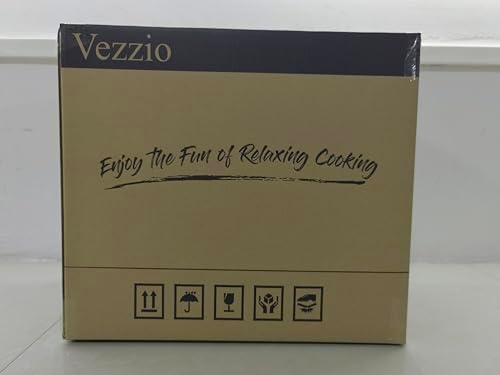 Vezzio
Enjoy the Fun of Relaxing Cooking